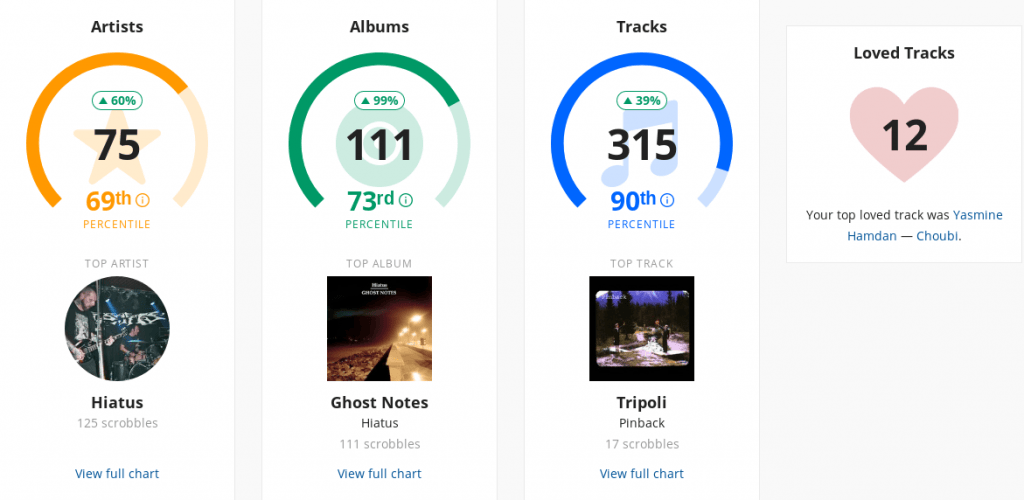 Artists
60%
75
69th
PERCENTILE
TOP ARTIST
Hiatus
125 scrobbles
View full chart
Albums
99%
111
73rd
PERCENTILE
TOP ALBUM
Hiatus
GHOST NOTES
Ghost Notes
Hiatus
111 scrobbles
View full chart
Tracks
39%
315
90th
PERCENTILE
TOP TRACK
pinback
Tripoli
Pinback
17 scrobbles
View full chart
Loved Tracks
12
Your top loved track was Yasmine
Hamdan — Choubi.